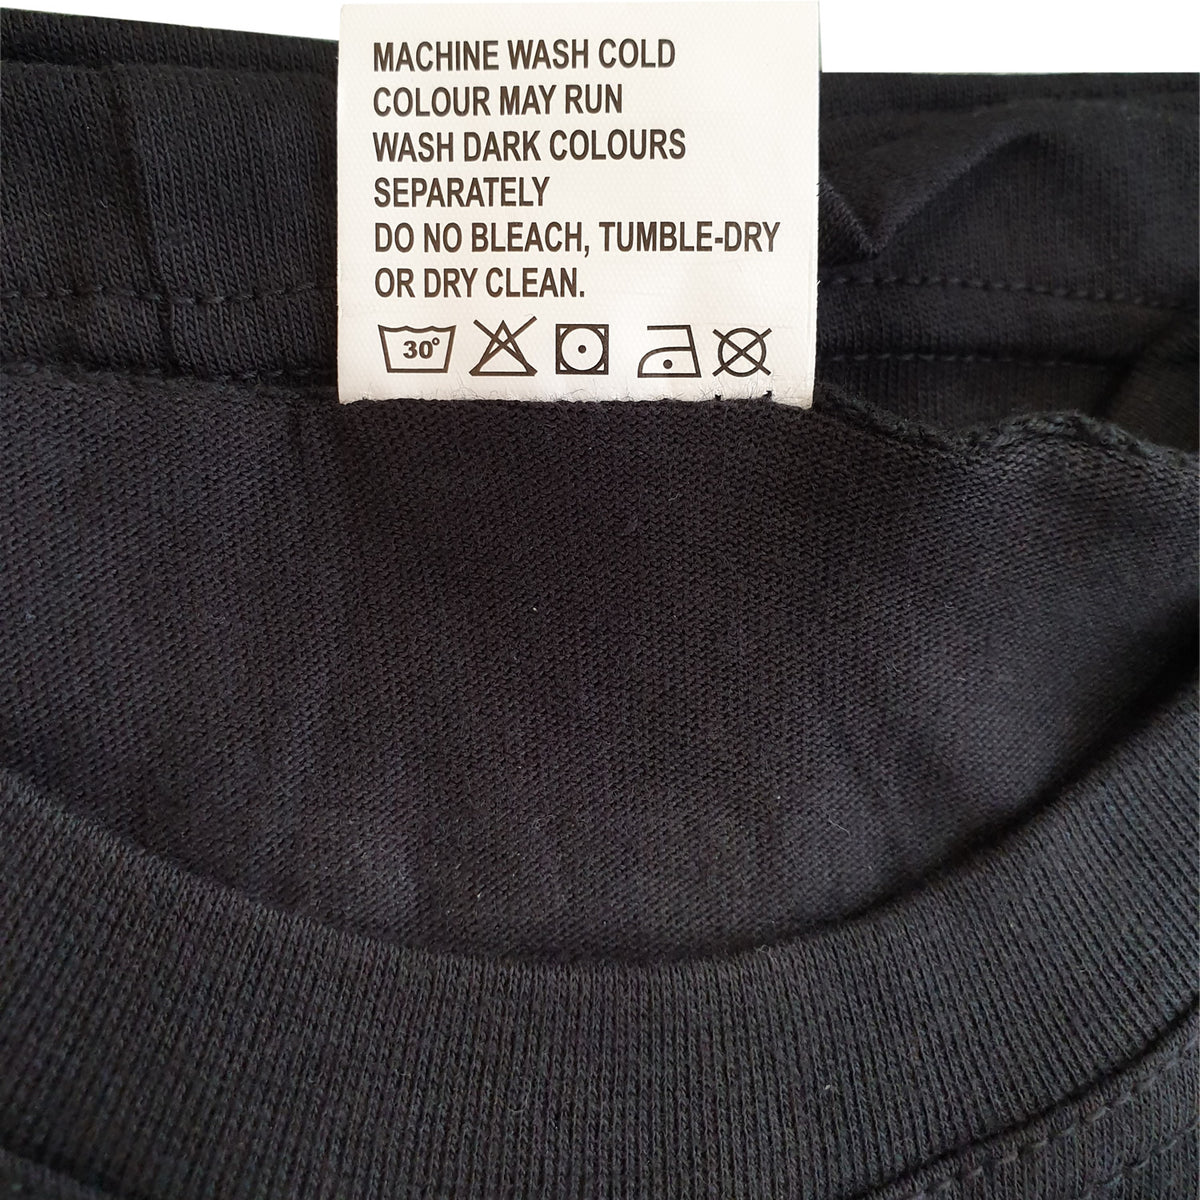 MACHINE WASH COLD
COLOUR MAY RUN
WASH DARK COLOURS
SEPARATELY
DO NO BLEACH, TUMBLE-DRY
OR DRY CLEAN.
30°